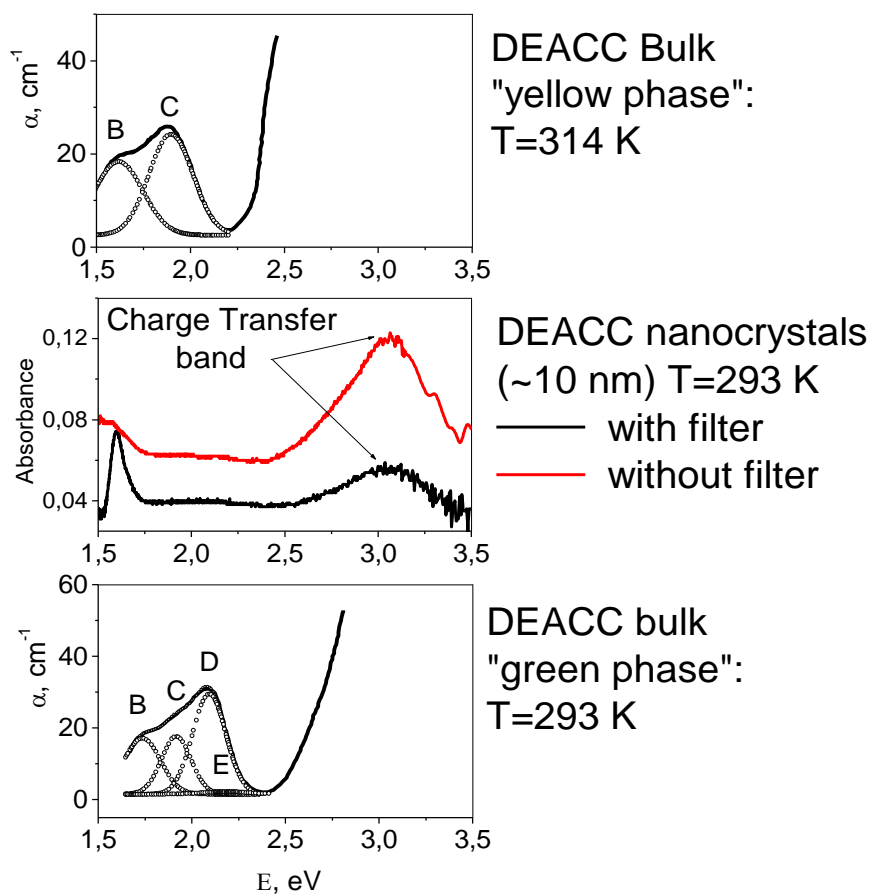 DEACC Bulk
"yellow phase":
T=314 K
α, cm-1
40
20
0
B
C
1,5 2,0 2,5 3,0 3,5
Charge Transfer
band
Absorbance
0,12
0,08
0,04
1,5 2,0 2,5 3,0 3,5
DEACC nanocrystals
(~10 nm) T=293 K
with filter
without filter
α, cm-1
60
40
20
0
B
C
D
E
1,5 2,0 2,5 3,0 3,5
E, eV
DEACC bulk
"green phase":
T=293 K